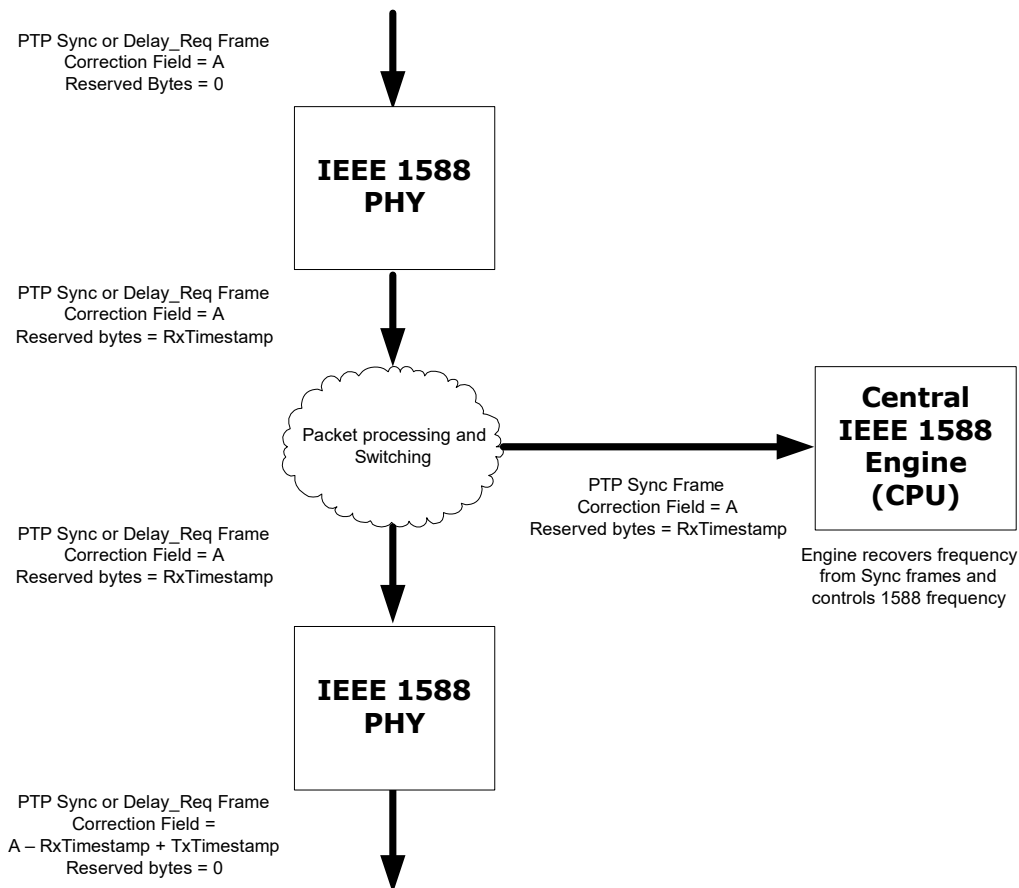 PTP Sync or Delay_Req Frame
Correction Field = A
Reserved Bytes = 0
IEEE 1588
PHY
PTP Sync or Delay_Req Frame
Correction Field = A
Reserved bytes = RxTimestamp
Packet processing and
Switching
Central
IEEE 1588
Engine
(CPU)
PTP Sync Frame
Correction Field = A
Reserved bytes = RxTimestamp
Engine recovers frequency
from Sync frames and
controls 1588 frequency
PTP Sync or Delay_Req Frame
Correction Field = A
Reserved bytes = RxTimestamp
IEEE 1588
PHY
PTP Sync or Delay_Req Frame
Correction Field =
A – RxTimestamp + TxTimestamp
Reserved bytes = 0